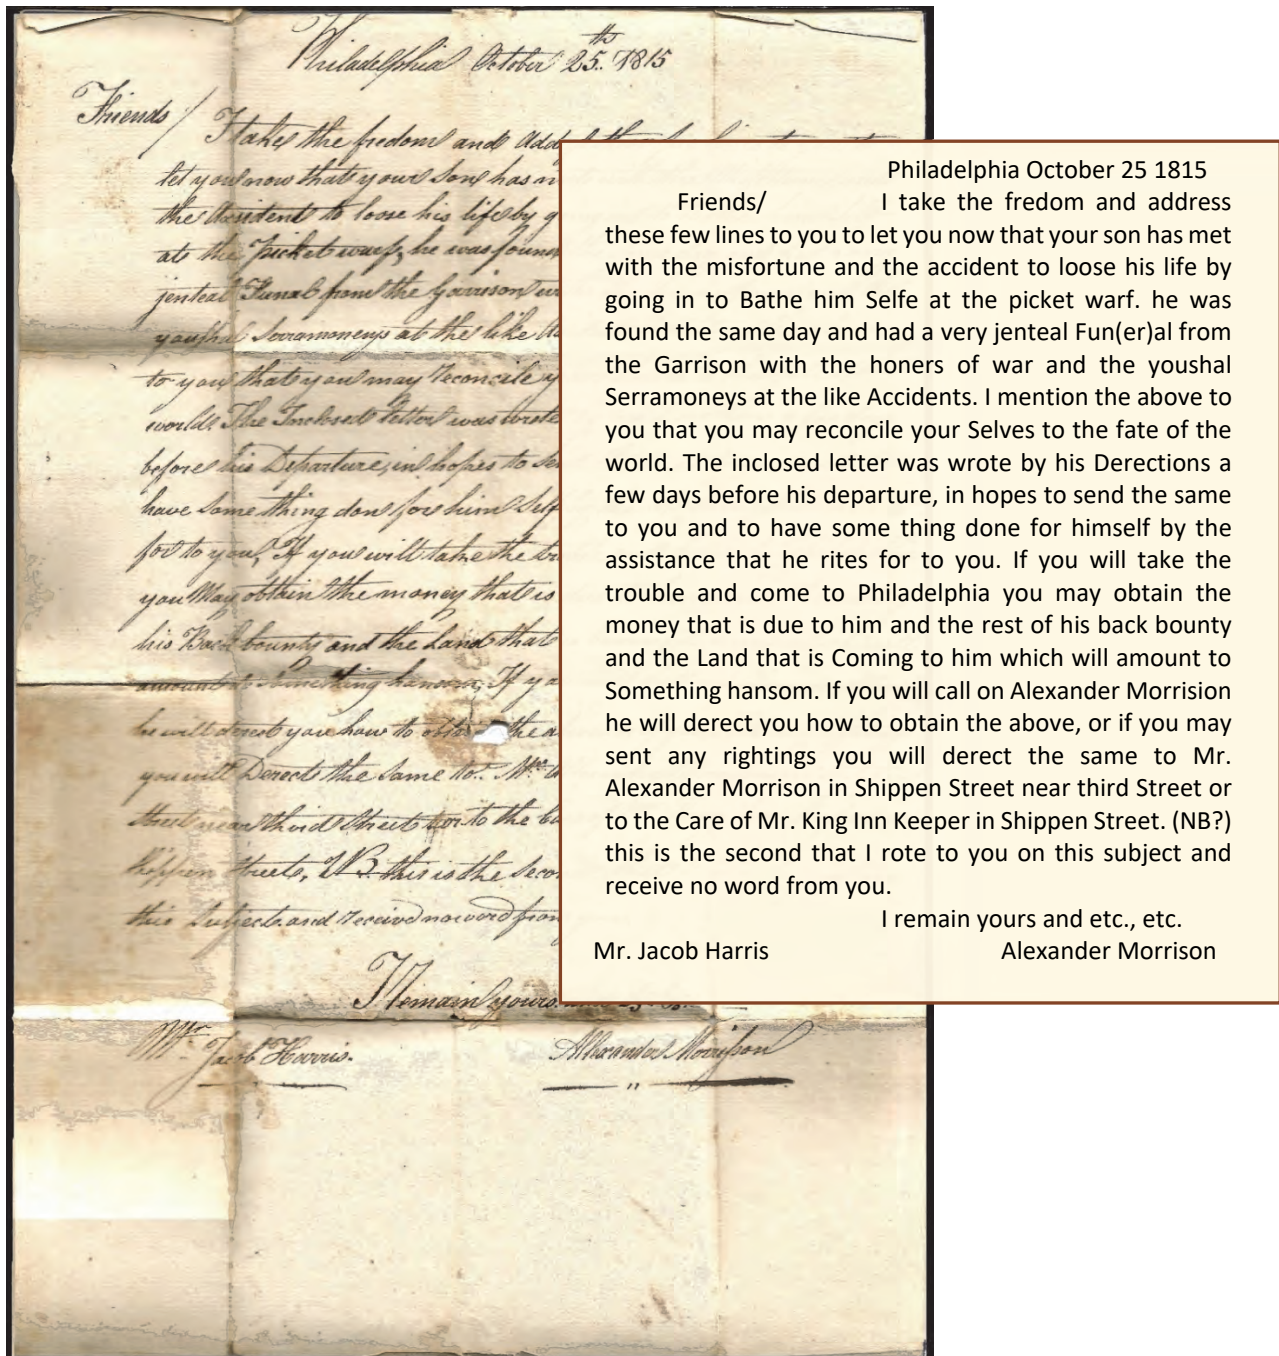 Philadelphia October 25th. 1815
Friends/
I take the fredom and Add
let you now that your Son has
the Accident to loose his life by g
at the picket warf, he was foun
jenteal Funal from the Garrison
youshal Serramoneys at the like A
to you that you may reconcile y
world. The Inclosed letter was wrote
before his Departure, in hopes to se
have some thing don for him Self
for to you, If you will take the tr
you May obtain the money that is
his Back bounty and the Land that
amount to Something hansom, If yo
he will derect you how to obtain the a
you will Derect the Same to. Mr.
Street near third Street or to the Ca
Shippen Streets, NB. this is the Seco
this Subject and Receive no word from
I Remain yours
Mr. Jacob Harris.
Alexander Morrison
Philadelphia October 25 1815
Friends/ I take the fredom and address
these few lines to you to let you now that your son has met
with the misfortune and the accident to loose his life by
going in to Bathe him Selfe at the picket warf. he was
found the same day and had a very jenteal Fun(er)al from
the Garrison with the honers of war and the youshal
Serramoneys at the like Accidents. I mention the above to
you that you may reconcile your Selves to the fate of the
world. The inclosed letter was wrote by his Derections a
few days before his departure, in hopes to send the same
to you and to have some thing done for himself by the
assistance that he rites for to you. If you will take the
trouble and come to Philadelphia you may obtain the
money that is due to him and the rest of his back bounty
and the Land that is Coming to him which will amount to
Something hansom. If you will call on Alexander Morrision
he will derect you how to obtain the above, or if you may
sent any rightings you will derect the same to Mr.
Alexander Morrison in Shippen Street near third Street or
to the Care of Mr. King Inn Keeper in Shippen Street. (NB?)
this is the second that I rote to you on this subject and
receive no word from you.
I remain yours and etc., etc.
Mr. Jacob Harris Alexander Morrison